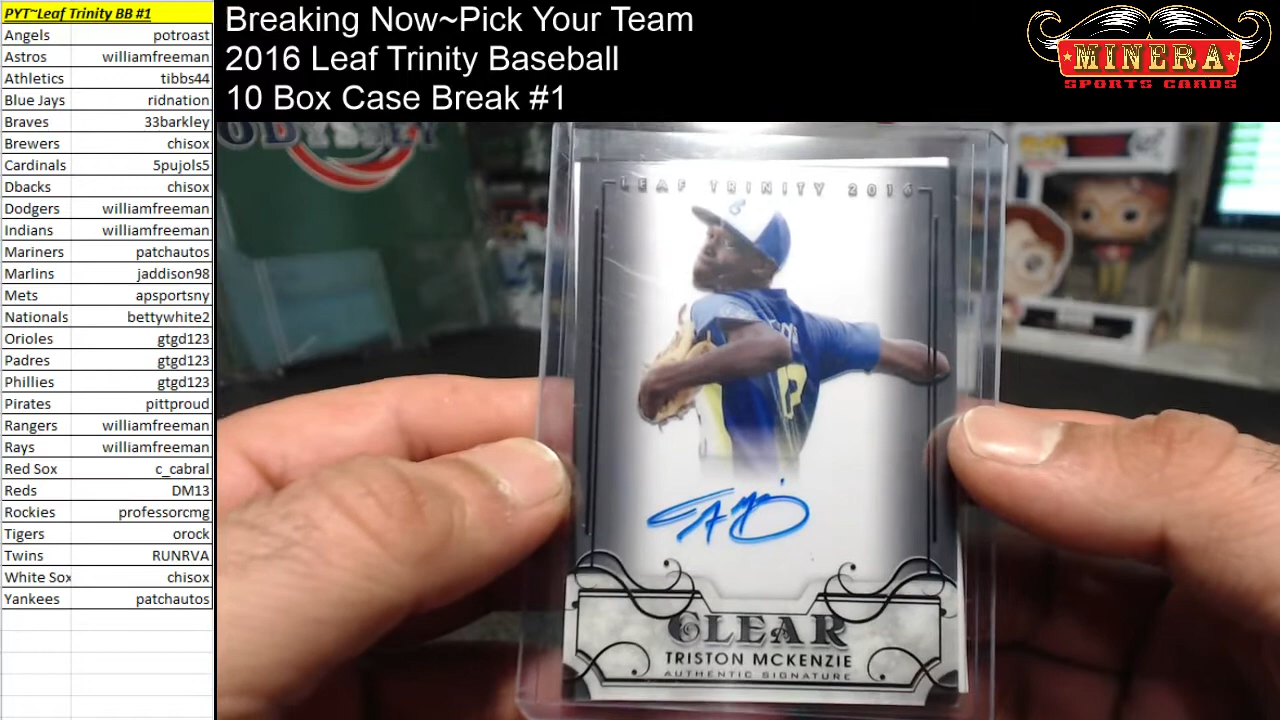 PYT~Leaf Trinity BB #1
Angels potroast
Astros williamfreeman
Athletics tibbs44
Blue Jays ridnation
Braves 33barkley
Brewers chisox
Cardinals 5pujols5
Dbacks chisox
Dodgers williamfreeman
Indians williamfreeman
Mariners patchautos
Marlins jaddison98
Mets apsportsny
Nationals bettywhite2
Orioles gtgd123
Padres gtgd123
Phillies gtgd123
Pirates pittproud
Rangers williamfreeman
Rays williamfreeman
Red Sox c_cabral
Reds DM13
Rockies professorcmg
Tigers orock
Twins RUNRVA
White Sox chisox
Yankees patchautos
Breaking Now~Pick Your Team
2016 Leaf Trinity Baseball
10 Box Case Break #1
MINERA
SPORTS CARDS
ODYSSEY
LEAF TRINITY 2016
CLEAR
TRISTON MCKENZIE
AUTHENTIC SIGNATURE